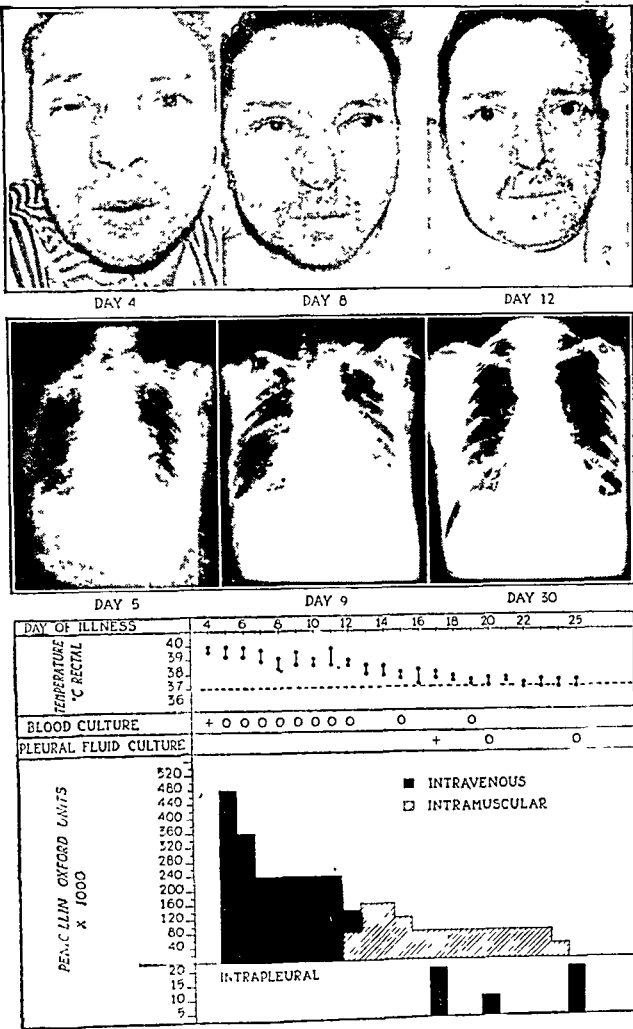 DAY 4 DAY 8 DAY 12
DAY 5 DAY 9 DAY 30
DAY OF ILLNESS 4 6 8 10 11 12 14 16 18 20 22 25
TEMPERATURE
°C RECTAL
40
39
38
37
36
BLOOD CULTURE + O O O O O O O O O O
PLEURAL FLUID CULTURE + O O
PENICILLIN OXFORD UNITS
X 1000
520
480
440
400
360
320
280
240
200
160
120
80
40
INTRAVENOUS
INTRAMUSCULAR
INTRAPLEURAL
20
15
10
5